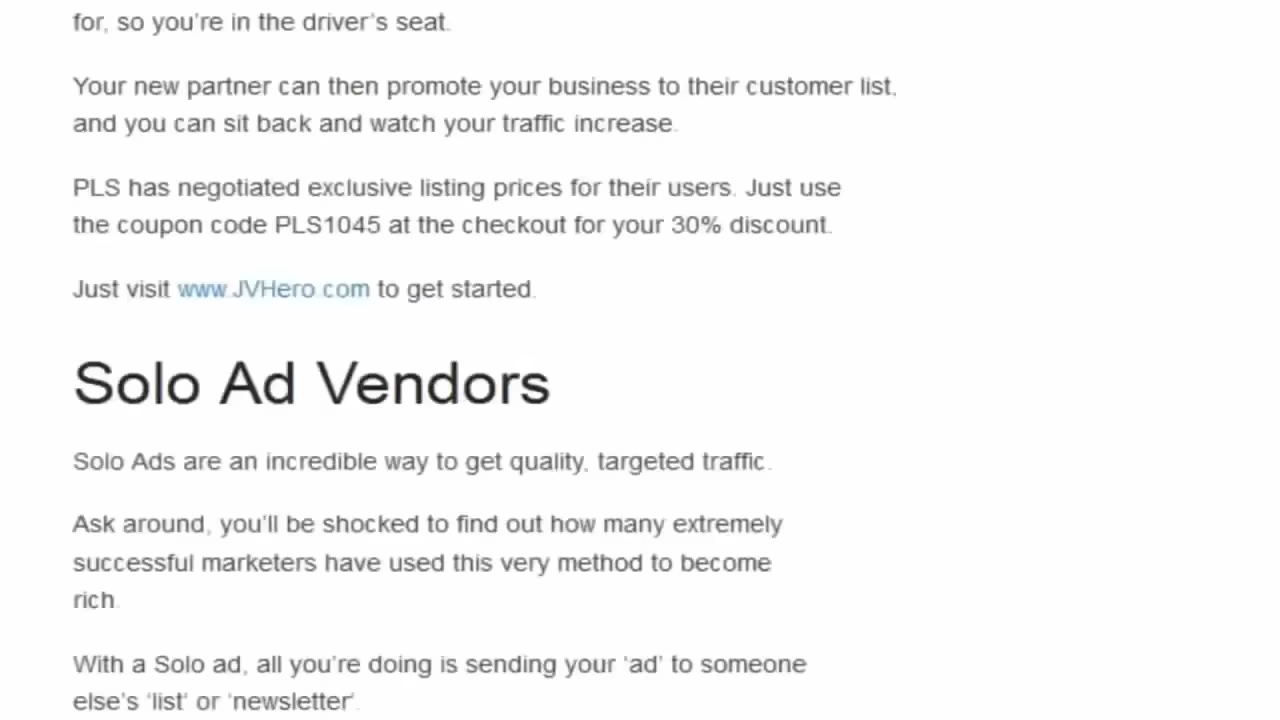 for, so you're in the driver's seat.
Your new partner can then promote your business to their customer list,
and you can sit back and watch your traffic increase.
PLS has negotiated exclusive listing prices for their users. Just use
the coupon code PLS1045 at the checkout for your 30% discount.
Just visit www.JVHero.com to get started.
Solo Ad Vendors
Solo Ads are an incredible way to get quality, targeted traffic.
Ask around, you'll be shocked to find out how many extremely
successful marketers have used this very method to become
rich.
With a Solo ad, all you're doing is sending your 'ad' to someone
else's 'list' or 'newsletter'.